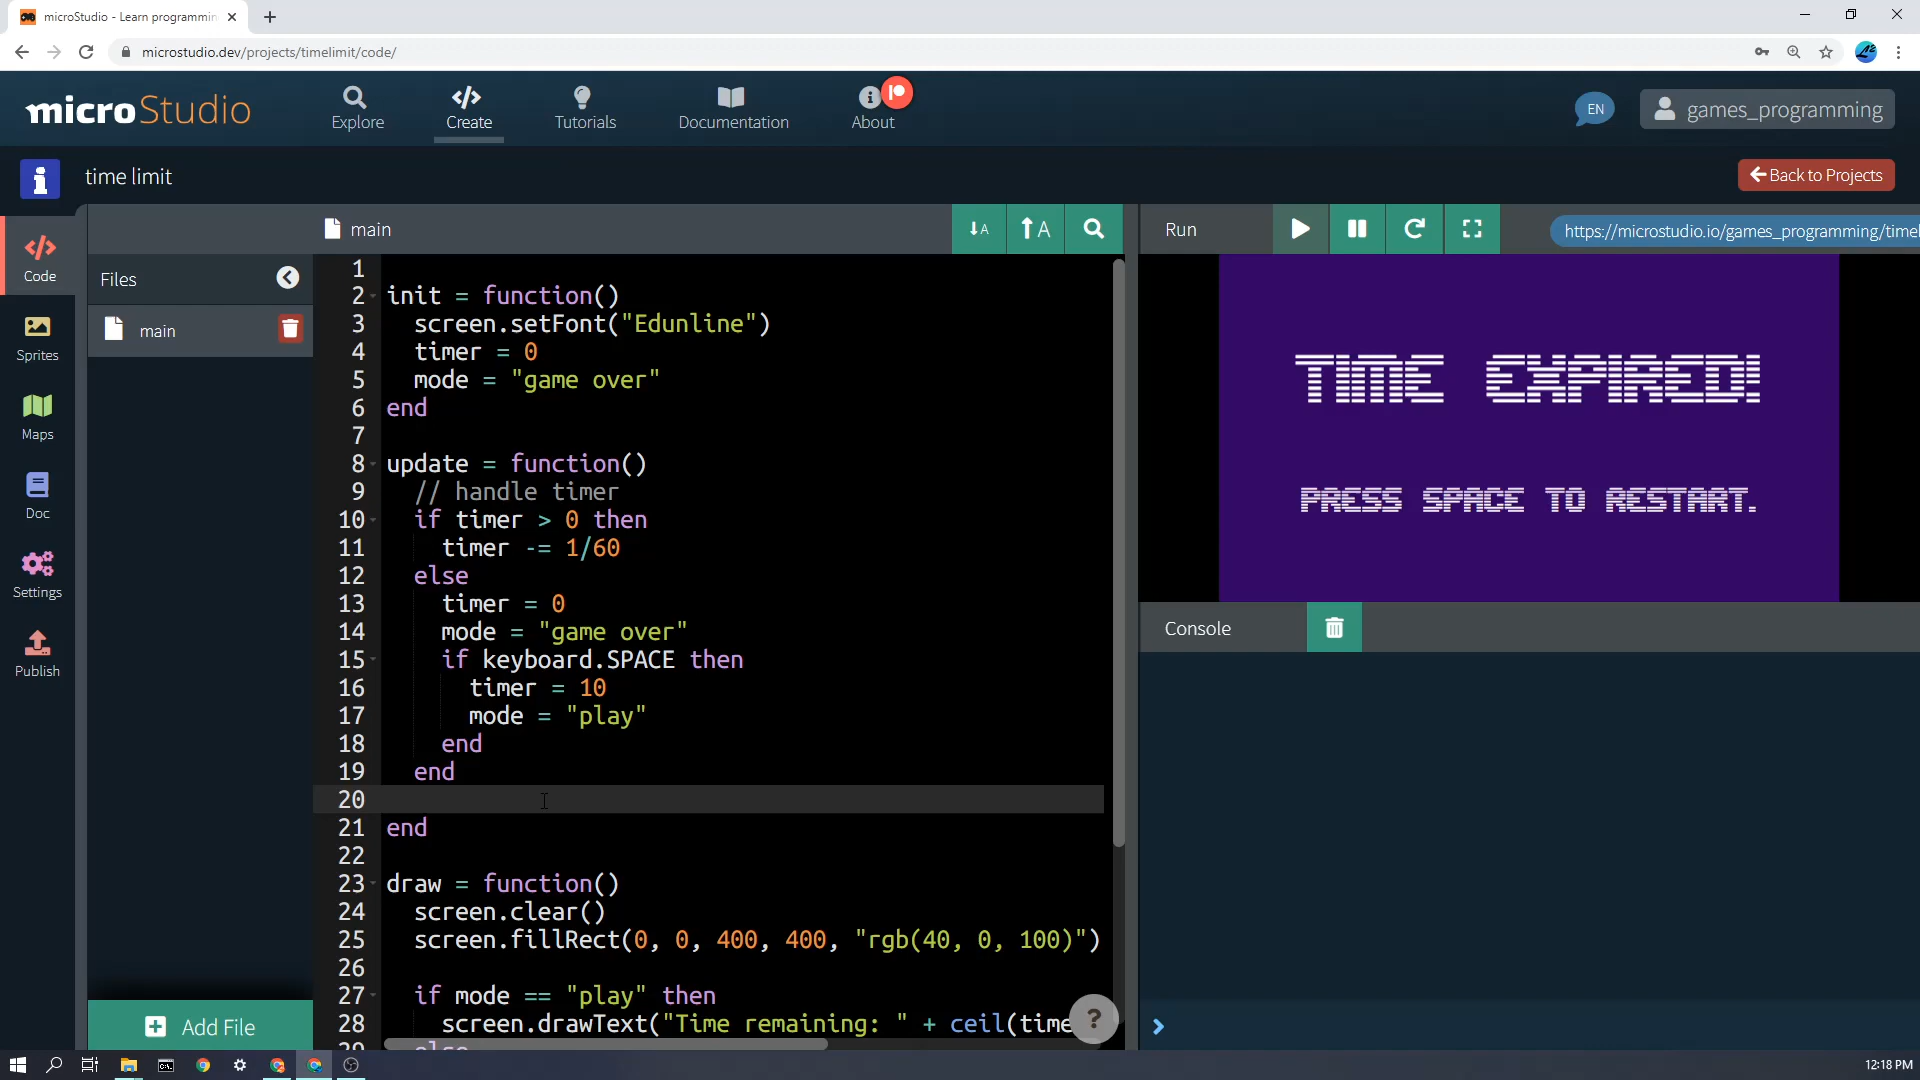 microStudio - Learn programmin
microstudio.dev/projects/timelimit/code/
microStudio
Explore
Create
Tutorials
Documentation
About
EN
games_programming
time limit
Back to Projects
Code
Sprites
Maps
Doc
Settings
Publish
Files
main
Add File
main
A
A
1
2 init = function()
3 screen.setFont("Edunline")
4 timer = 0
5 mode = "game over"
6 end
7
8 update = function()
9 // handle timer
10 if timer > 0 then
11 timer -= 1/60
12 else
13 timer = 0
14 mode = "game over"
15 if keyboard.SPACE then
16 timer = 10
17 mode = "play"
18 end
19 end
20
21 end
22
23 draw = function()
24 screen.clear()
25 screen.fillRect(0, 0, 400, 400, "rgb(40, 0, 100)")
26
27 if mode == "play" then
28 screen.drawText("Time remaining: " + ceil(time
29 else
?
Run
https://microstudio.io/games_programming/timel
TIME EXPIRED!
PRESS SPACE TO RESTART.
Console
12:18 PM